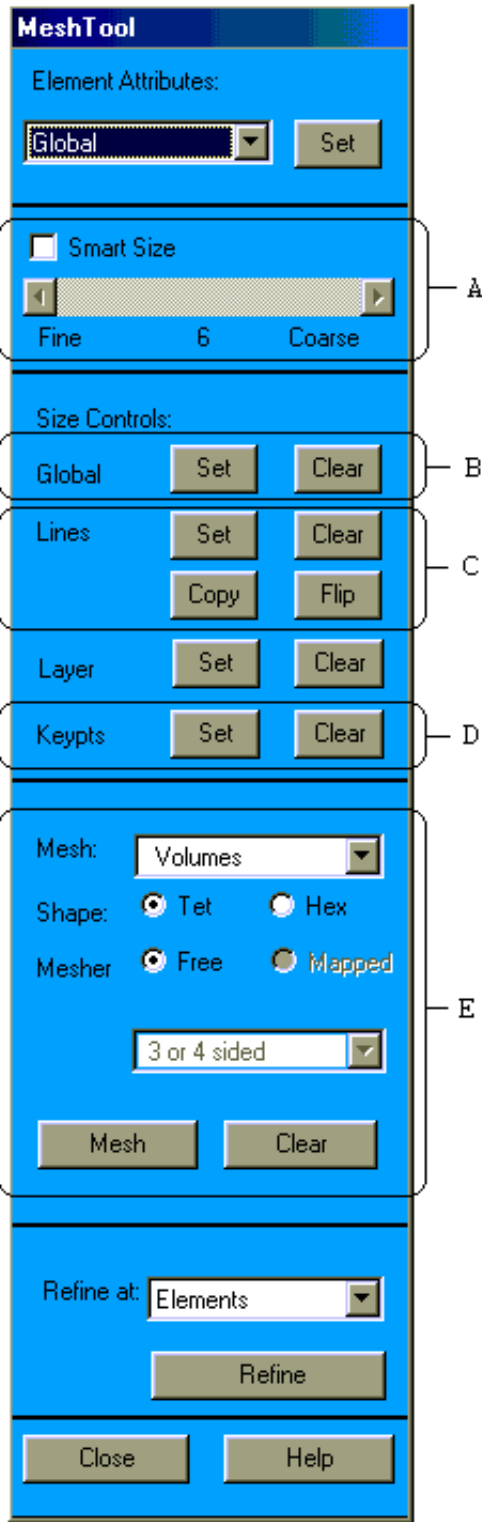 MeshTool
Element Attributes:
Global Set
Smart Size
A
Fine 6 Coarse
Size Controls:
Global Set Clear B
Lines Set Clear
C
Copy Flip
Layer Set Clear
Keypts Set Clear D
Mesh: Volumes
Shape: Tet Hex
Mesher Free Mapped
E
3 or 4 sided
Mesh Clear
Refine at: Elements
Refine
Close Help